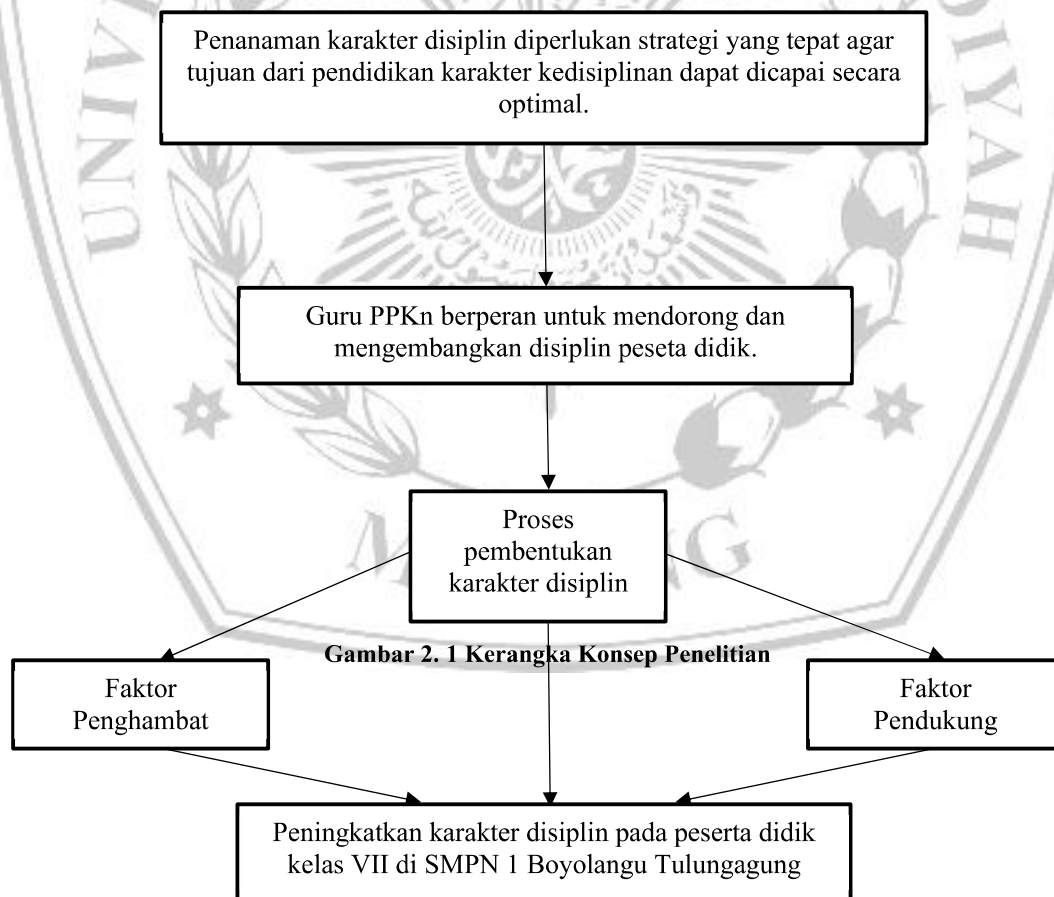 Penanaman karakter disiplin diperlukan strategi yang tepat agar
tujuan dari pendidikan karakter kedisiplinan dapat dicapai secara
optimal.
Guru PPKn berperan untuk mendorong dan
mengembangkan disiplin peseta didik.
Proses
pembentukan
karakter disiplin
Gambar 2. 1 Kerangka Konsep Penelitian
Faktor
Penghambat
Faktor
Pendukung
Peningkatkan karakter disiplin pada peserta didik
kelas VII di SMPN 1 Boyolangu Tulungagung